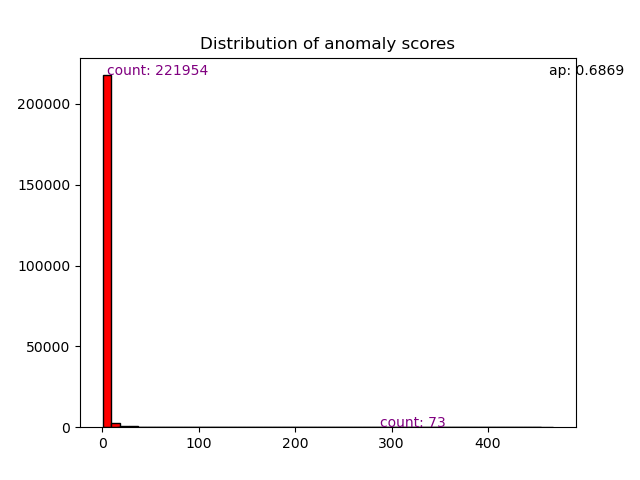 Distribution of anomaly scores
count: 221954
ap: 0.6869
200000
150000
100000
50000
count: 73
0
0 100 200 300 400